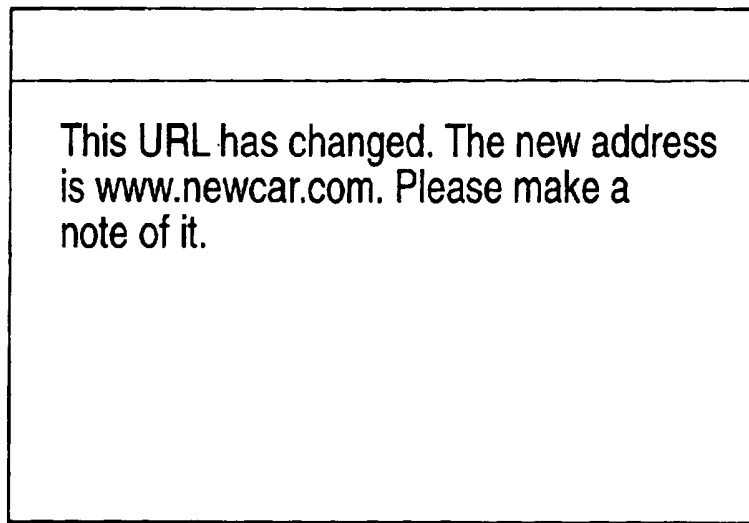 This URL has changed. The new address
is www.newcar.com. Please make a
note of it.